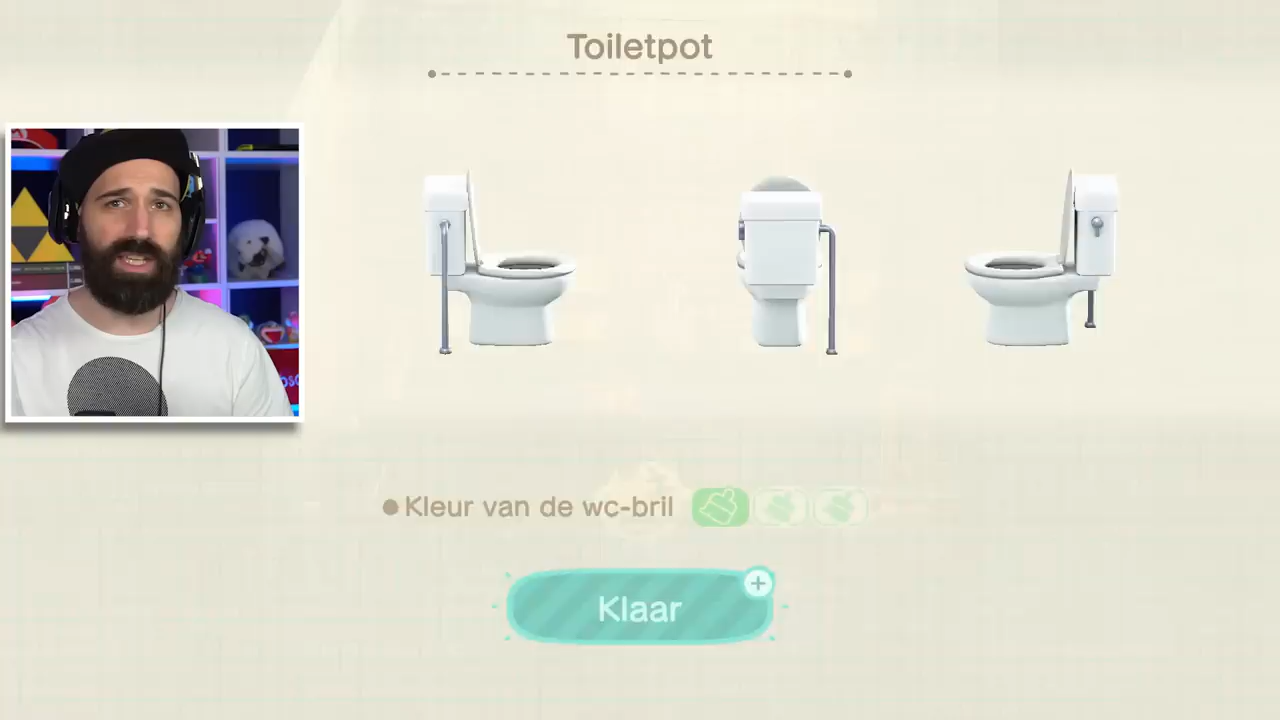 Toiletpot
Kleur van de wc-bril
Klaar